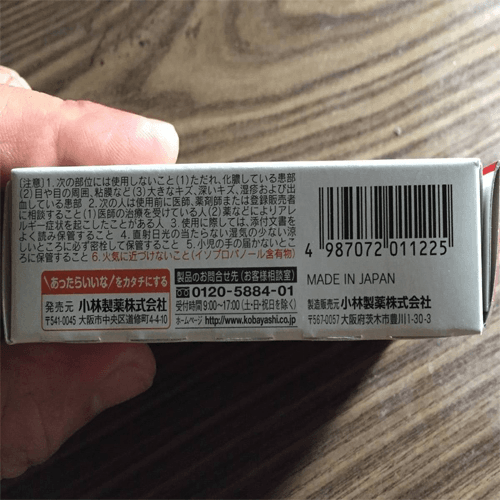 (注意)1. 次の部位には使用しないこと(1)ただれ、化膿している患部
(2)目や目の周囲、粘膜など(3)大きなキズ、深いキズ、湿疹および出
血している患部 2. 次の人は使用前に医師、薬剤師または登録販売者
に相談すること(1)医師の治療を受けている人(2)薬などによりアレ
ルギー症状を起こしたことがある人 3. 使用に際しては、添付文書を
よく読み保管すること 4. 直射日光の当たらない湿気の少ない涼
しいところに必ず密栓して保管すること 5. 小児の手の届かないとこ
ろに保管すること 6. 火気に近づけないこと(イソプロパノール含有物)
4 987072 011225
MADE IN JAPAN
“あったらいいな”をカタチにする
発売元 小林製薬株式会社
〒541-0045 大阪市中央区道修町4-4-10
製品のお問合せ先 (お客様相談室)
0120-5884-01
受付時間 9:00~17:00(土・日・祝日を除く)
ホームページ http://www.kobayashi.co.jp
製造販売元 小林製薬株式会社
〒567-0057 大阪府茨木市豊川1-30-3